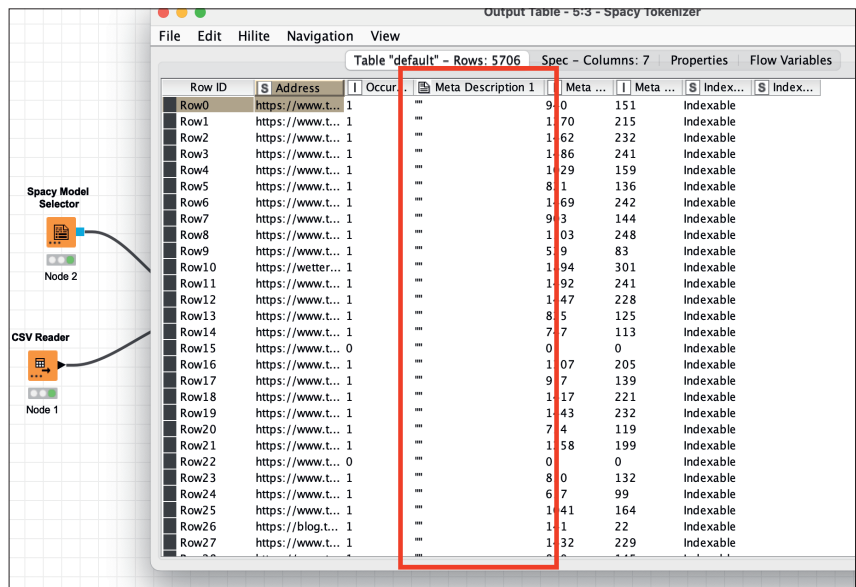 Output Table - 5:3 - Spacy Tokenizer
File Edit Hilite Navigation View
Table "default" – Rows: 5706 Spec – Columns: 7 Properties Flow Variables
Row ID S Address I Occur... Meta Description 1 Meta ... I Meta ... S Index... S Index...
Row0 https://www.t... 1 "" 151 Indexable
Row1 https://www.t... 1 "" 215 Indexable
Row2 https://www.t... 1 "" 232 Indexable
Row3 https://www.t... 1 "" 241 Indexable
Row4 https://www.t... 1 "" 159 Indexable
Row5 https://www.t... 1 "" 136 Indexable
Row6 https://www.t... 1 "" 242 Indexable
Row7 https://www.t... 1 "" 144 Indexable
Row8 https://www.t... 1 "" 248 Indexable
Row9 https://www.t... 1 "" 83 Indexable
Row10 https://wetter... 1 "" 301 Indexable
Row11 https://www.t... 1 "" 241 Indexable
Row12 https://www.t... 1 "" 228 Indexable
Row13 https://www.t... 1 "" 125 Indexable
Row14 https://www.t... 1 "" 113 Indexable
Row15 https://www.t... 0 "" 0 0 Indexable
Row16 https://www.t... 1 "" 205 Indexable
Row17 https://www.t... 1 "" 139 Indexable
Row18 https://www.t... 1 "" 221 Indexable
Row19 https://www.t... 1 "" 232 Indexable
Row20 https://www.t... 1 "" 119 Indexable
Row21 https://www.t... 1 "" 199 Indexable
Row22 https://www.t... 0 "" 0 0 Indexable
Row23 https://www.t... 1 "" 132 Indexable
Row24 https://www.t... 1 "" 99 Indexable
Row25 https://www.t... 1 "" 164 Indexable
Row26 https://blog.t... 1 "" 22 Indexable
Row27 https://www.t... 1 "" 229 Indexable
Spacy Model
Selector
Node 2
CSV Reader
Node 1